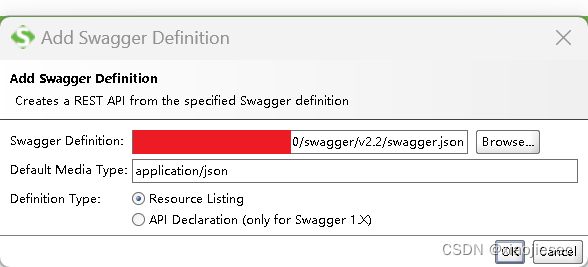 Add Swagger Definition
Add Swagger Definition
Creates a REST API from the specified Swagger definition
Swagger Definition: 0/swagger/v2.2/swagger.json Browse...
Default Media Type: application/json
Definition Type: Resource Listing
API Declaration (only for Swagger 1.X)
OK Cancel
CSDN